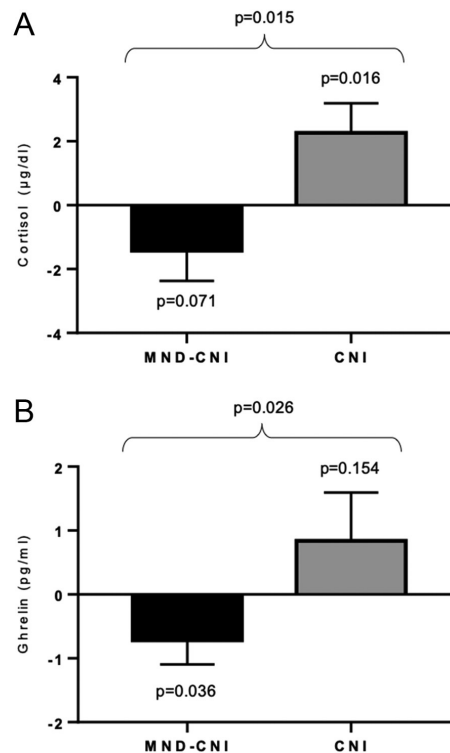 A
p=0.015
p=0.016
4
2
0
-2
-4
Cortisol (µg/dl)
p=0.071
MND-CNI CNI
B
p=0.026
p=0.154
2
1
0
-1
-2
Ghrelin (pg/ml)
p=0.036
MND-CNI CNI